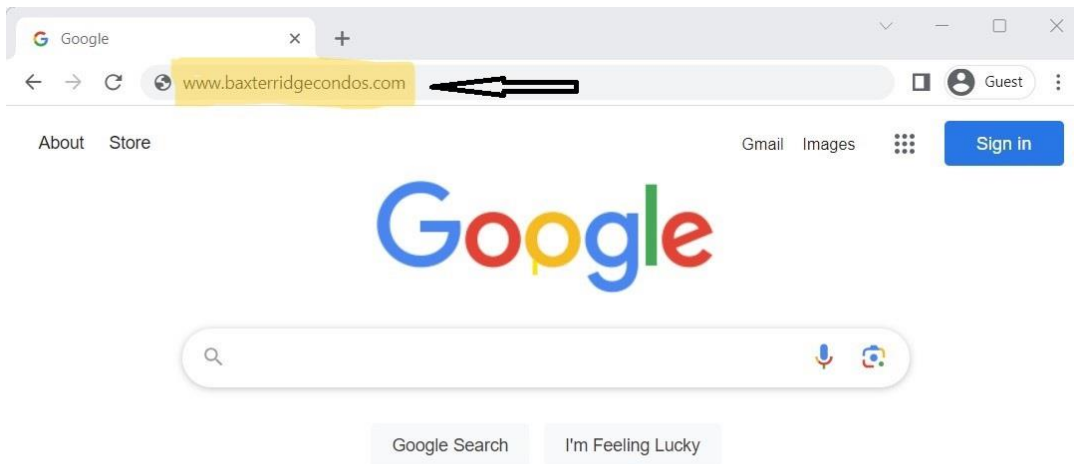 Google
www.baxterridgecondos.com
Guest
About Store
Gmail Images
Sign in
Google
Google Search I'm Feeling Lucky